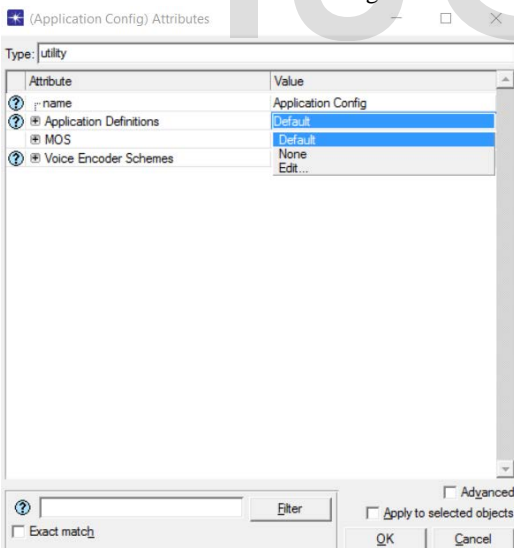 (Application Config) Attributes
Type: utility
Attribute Value
name Application Config
Application Definitions Default
MOS Default
Voice Encoder Schemes None
Edit...
Advanced
Filter Apply to selected objects
Exact match OK Cancel